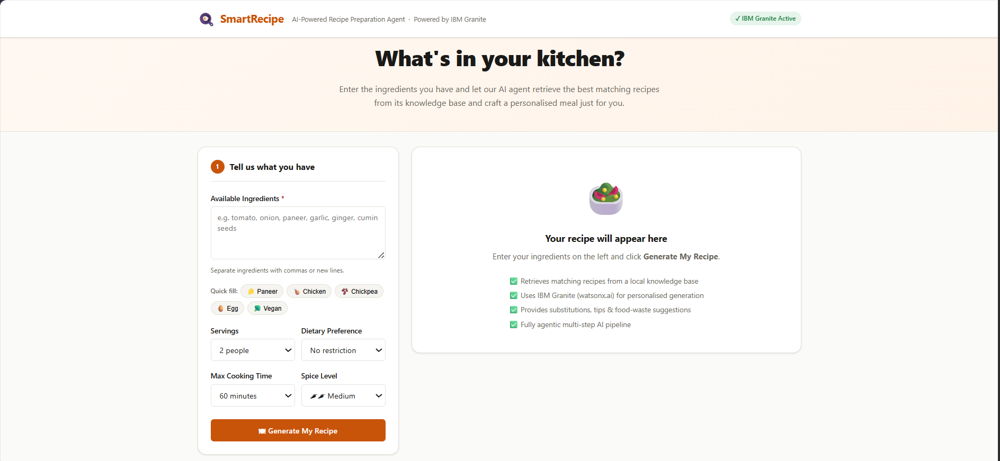 SmartRecipe AI-Powered Recipe Preparation Agent · Powered by IBM Granite
✓ IBM Granite Active
What's in your kitchen?
Enter the ingredients you have and let our AI agent retrieve the best matching recipes
from its knowledge base and craft a personalised meal just for you.
1 Tell us what you have
Available Ingredients *
e.g. tomato, onion, paneer, garlic, ginger, cumin
seeds
Separate ingredients with commas or new lines.
Quick fill: Paneer Chicken Chickpea
Egg Vegan
Servings Dietary Preference
2 people No restriction
Max Cooking Time Spice Level
60 minutes 🌶🌶 Medium
🍽 Generate My Recipe
Your recipe will appear here
Enter your ingredients on the left and click Generate My Recipe.
✅ Retrieves matching recipes from a local knowledge base
✅ Uses IBM Granite (watsonx.ai) for personalised generation
✅ Provides substitutions, tips & food-waste suggestions
✅ Fully agentic multi-step AI pipeline